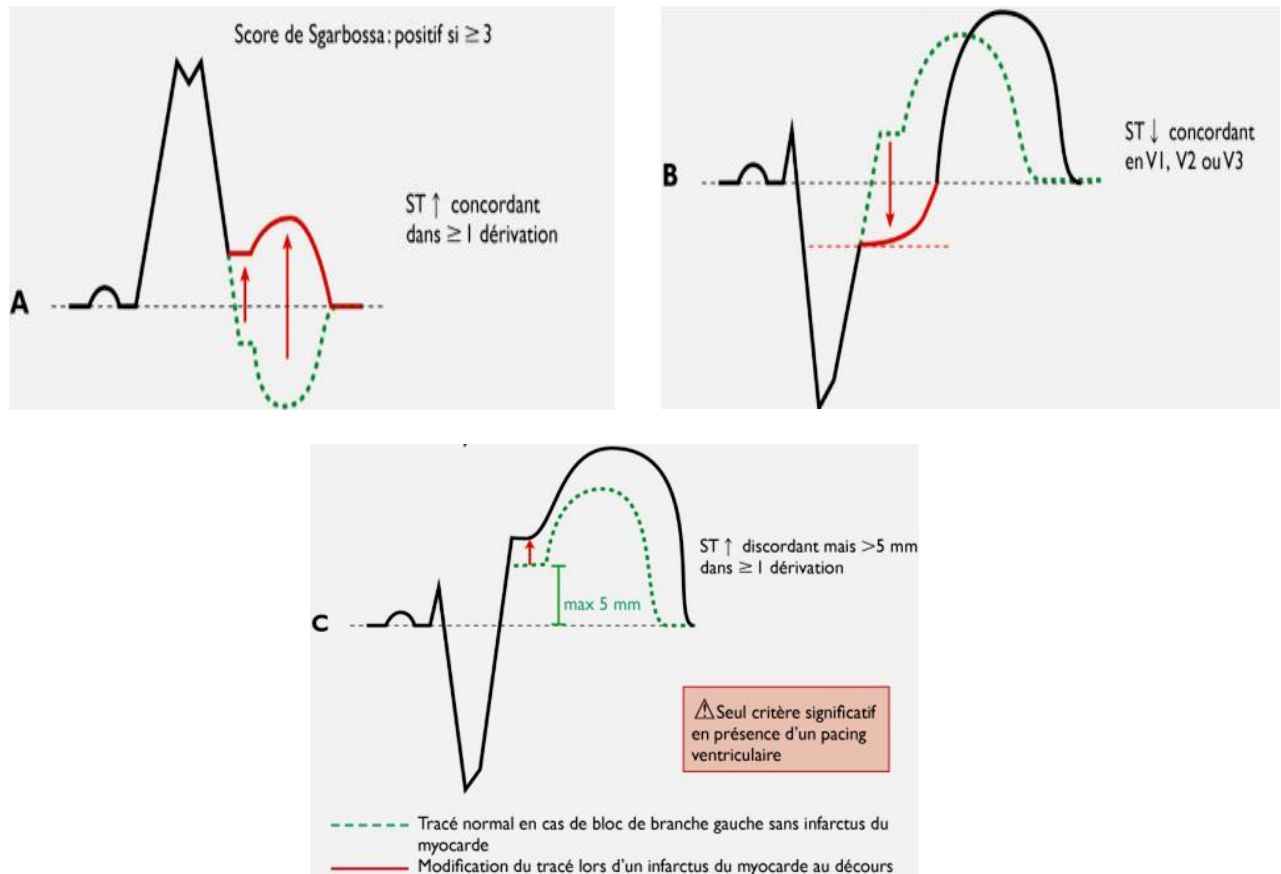 Score de Sgarbossa: positif si ≥ 3
ST ↑ concordant
dans ≥ 1 dérivation
A
B
ST ↓ concordant
en V1, V2 ou V3
C
ST ↑ discordant mais >5 mm
dans ≥ 1 dérivation
max 5 mm
⚠ Seul critère significatif
en présence d'un pacing
ventriculaire
Tracé normal en cas de bloc de branche gauche sans infarctus du
myocarde
Modification du tracé lors d'un infarctus du myocarde au décours